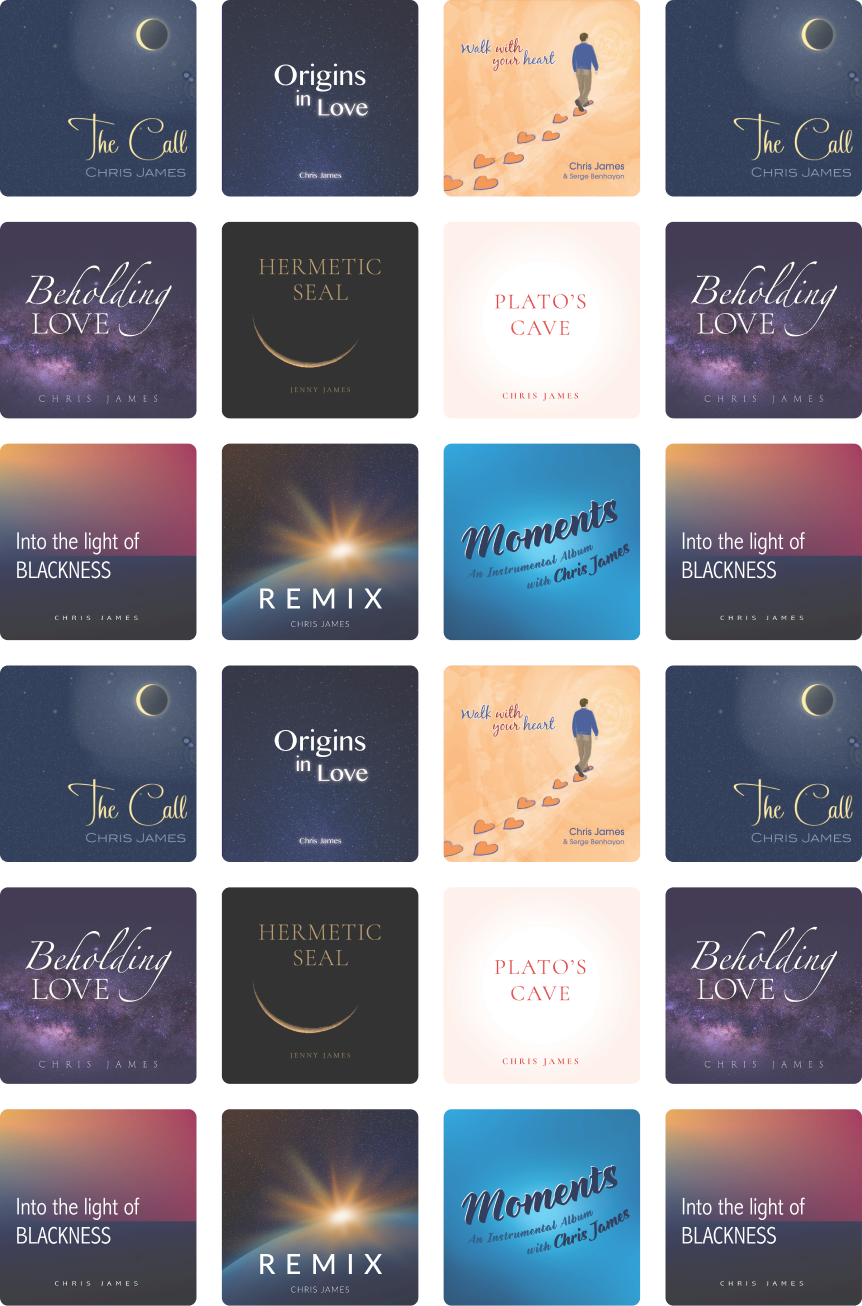 The Call
CHRIS JAMES
Origins
in Love
Chris James
Walk with
your heart
Chris James
& Serge Benhayon
The Call
CHRIS JAMES
Beholding
LOVE
CHRIS JAMES
HERMETIC
SEAL
JENNY JAMES
PLATO'S
CAVE
CHRIS JAMES
Beholding
LOVE
CHRIS JAMES
Into the light of
BLACKNESS
CHRIS JAMES
REMIX
CHRIS JAMES
Moments
An Instrumental Album
with Chris James
Into the light of
BLACKNESS
CHRIS JAMES
The Call
CHRIS JAMES
Origins
in Love
Chris James
Walk with
your heart
Chris James
& Serge Benhayon
The Call
CHRIS JAMES
Beholding
LOVE
CHRIS JAMES
HERMETIC
SEAL
JENNY JAMES
PLATO'S
CAVE
CHRIS JAMES
Beholding
LOVE
CHRIS JAMES
Into the light of
BLACKNESS
CHRIS JAMES
REMIX
CHRIS JAMES
Moments
An Instrumental Album
with Chris James
Into the light of
BLACKNESS
CHRIS JAMES